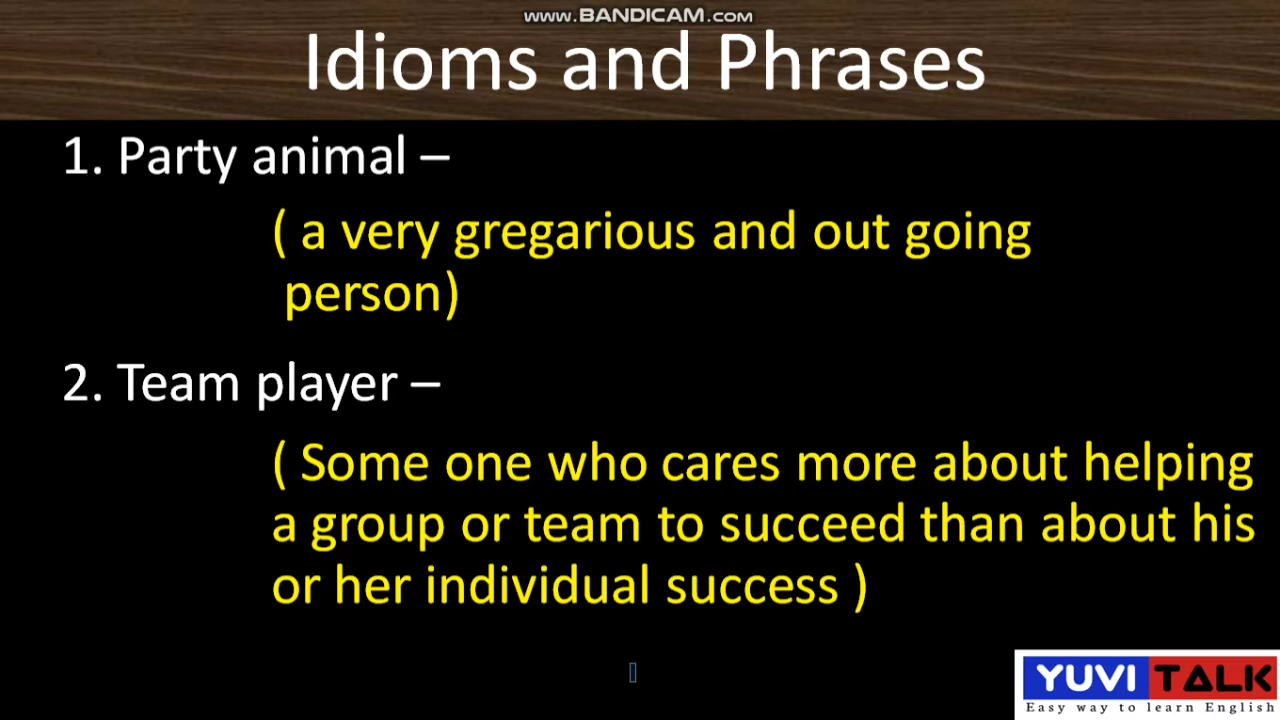 www.BANDICAM.com
Idioms and Phrases
1. Party animal –
( a very gregarious and out going
person)
2. Team player –
( Some one who cares more about helping
a group or team to succeed than about his
or her individual success )
YUVI TALK
Easy way to learn English